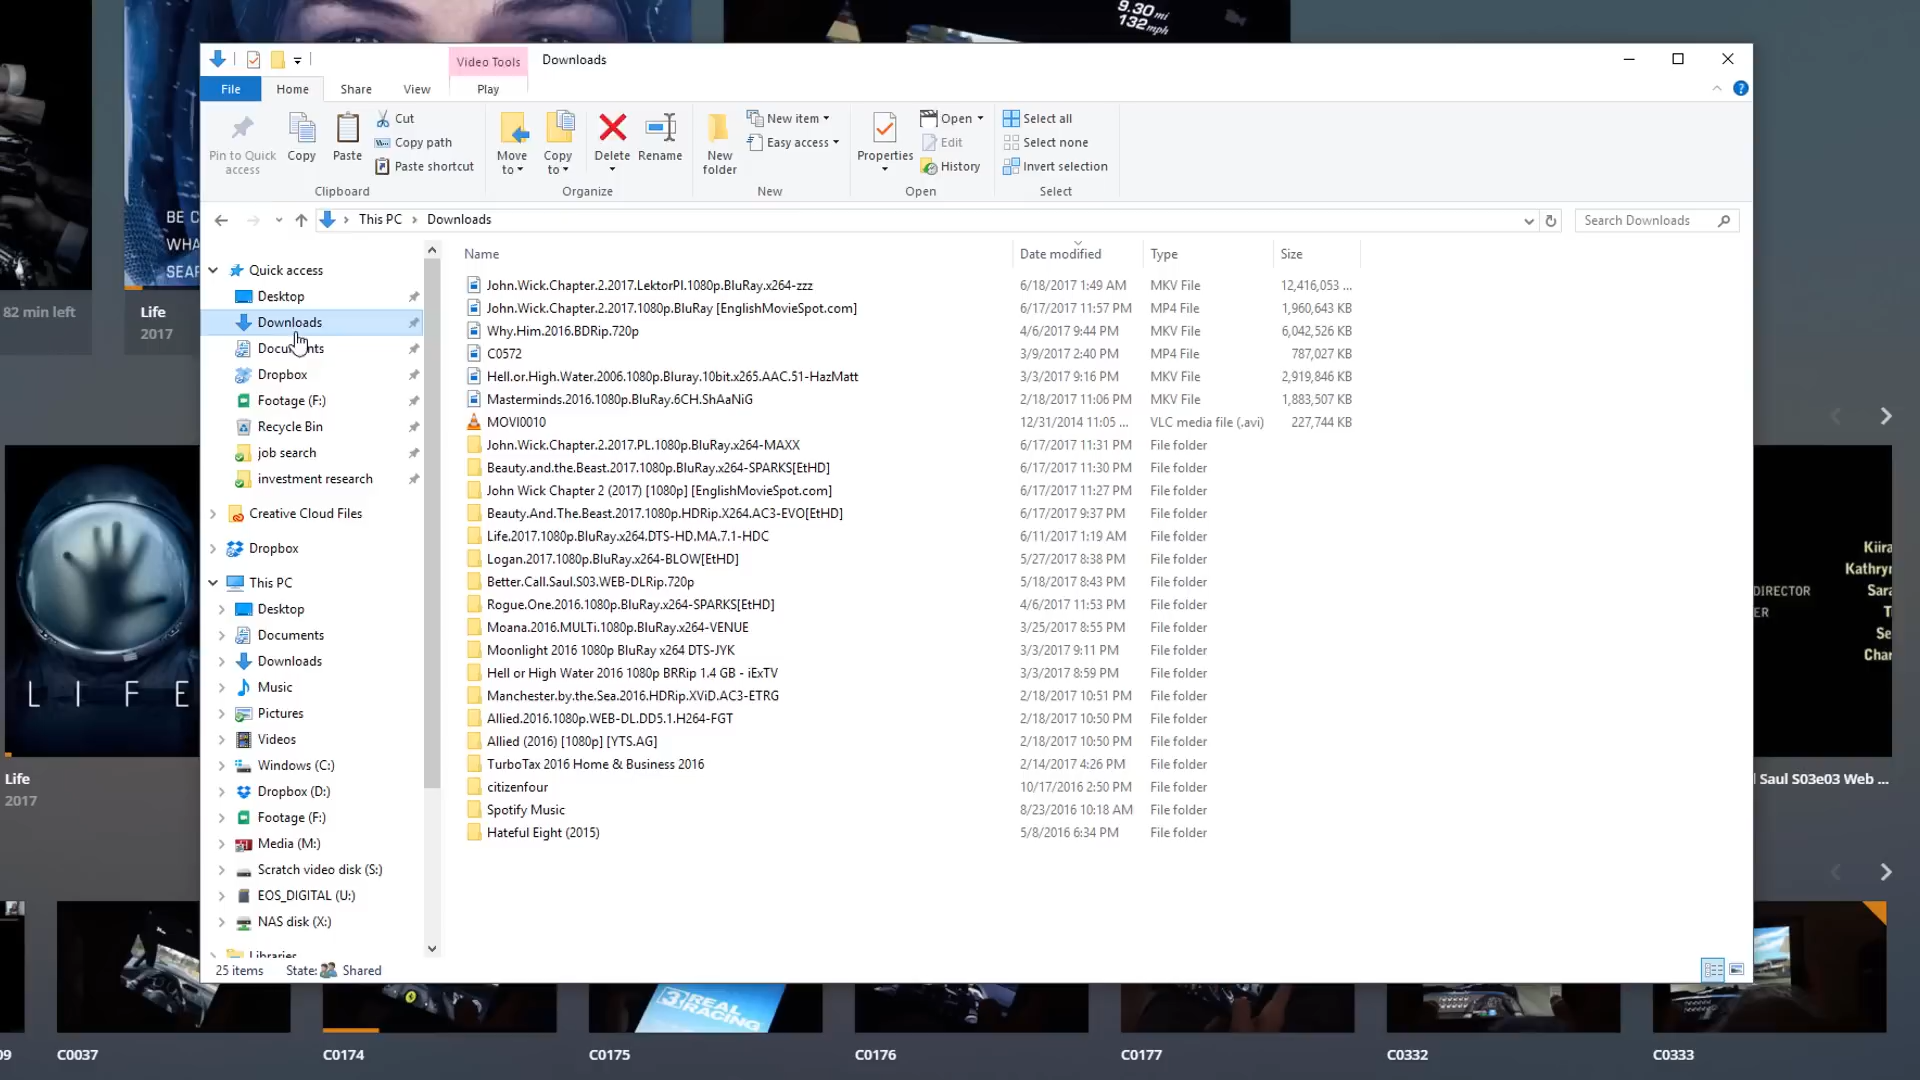 9.30 mi
132mph
Video Tools
Downloads
File
Home
Share
View
Play
Pin to Quick
access
Copy
Paste
Cut
Copy path
Paste shortcut
Clipboard
Move
to
Copy
to
Delete
Rename
Organize
New
folder
New item
Easy access
New
Properties
Open
Edit
History
Open
Select all
Select none
Invert selection
Select
This PC > Downloads
Search Downloads
Quick access
Desktop
Downloads
Documents
Dropbox
Footage (F:)
Recycle Bin
job search
investment research
Creative Cloud Files
Dropbox
This PC
Desktop
Documents
Downloads
Music
Pictures
Videos
Windows (C:)
Dropbox (D:)
Footage (F:)
Media (M:)
Scratch video disk (S:)
EOS_DIGITAL (U:)
NAS disk (X:)
Libraries
Name Date modified Type Size
John.Wick.Chapter.2.2017.LektorPl.1080p.BluRay.x264-zzz 6/18/2017 1:49 AM MKV File 12,416,053 ...
John.Wick.Chapter.2.2017.1080p.BluRay [EnglishMovieSpot.com] 6/17/2017 11:57 PM MP4 File 1,960,643 KB
Why.Him.2016.BDRip.720p 4/6/2017 9:44 PM MKV File 6,042,526 KB
C0572 3/9/2017 2:40 PM MP4 File 787,027 KB
Hell.or.High.Water.2006.1080p.Bluray.10bit.x265.AAC.51-HazMatt 3/3/2017 9:16 PM MKV File 2,919,846 KB
Masterminds.2016.1080p.BluRay.6CH.ShAaNiG 2/18/2017 11:06 PM MKV File 1,883,507 KB
MOVI0010 12/31/2014 11:05 ... VLC media file (.avi) 227,744 KB
John.Wick.Chapter.2.2017.PL.1080p.BluRay.x264-MAXX 6/17/2017 11:31 PM File folder
Beauty.and.the.Beast.2017.1080p.BluRay.x264-SPARKS[EtHD] 6/17/2017 11:30 PM File folder
John Wick Chapter 2 (2017) [1080p] [EnglishMovieSpot.com] 6/17/2017 11:27 PM File folder
Beauty.And.The.Beast.2017.1080p.HDRip.X264.AC3-EVO[EtHD] 6/17/2017 9:37 PM File folder
Life.2017.1080p.BluRay.x264.DTS-HD.MA.7.1-HDC 6/11/2017 1:19 AM File folder
Logan.2017.1080p.BluRay.x264-BLOW[EtHD] 5/27/2017 8:38 PM File folder
Better.Call.Saul.S03.WEB-DLRip.720p 5/18/2017 8:43 PM File folder
Rogue.One.2016.1080p.BluRay.x264-SPARKS[EtHD] 4/6/2017 11:53 PM File folder
Moana.2016.MULTi.1080p.BluRay.x264-VENUE 3/25/2017 8:55 PM File folder
Moonlight 2016 1080p BluRay x264 DTS-JYK 3/3/2017 9:11 PM File folder
Hell or High Water 2016 1080p BRRip 1.4 GB - iExTV 3/3/2017 8:59 PM File folder
Manchester.by.the.Sea.2016.HDRip.XViD.AC3-ETRG 2/18/2017 10:51 PM File folder
Allied.2016.1080p.WEB-DL.DD5.1.H264-FGT 2/18/2017 10:50 PM File folder
Allied (2016) [1080p] [YTS.AG] 2/18/2017 10:50 PM File folder
TurboTax 2016 Home & Business 2016 2/14/2017 4:26 PM File folder
citizenfour 10/17/2016 2:50 PM File folder
Spotify Music 8/23/2016 10:18 AM File folder
Hateful Eight (2015) 5/8/2016 6:34 PM File folder
25 items
State: Shared
BE C
WHA
SEAF
82 min left
Life
2017
LIFE
Life
2017
DIRECTOR
ER
Kiira
Kathryn
Sara
T
Se
Char
l Saul S03e03 Web ...
3 REAL
RACING
09
C0037
C0174
C0175
C0176
C0177
C0332
C0333